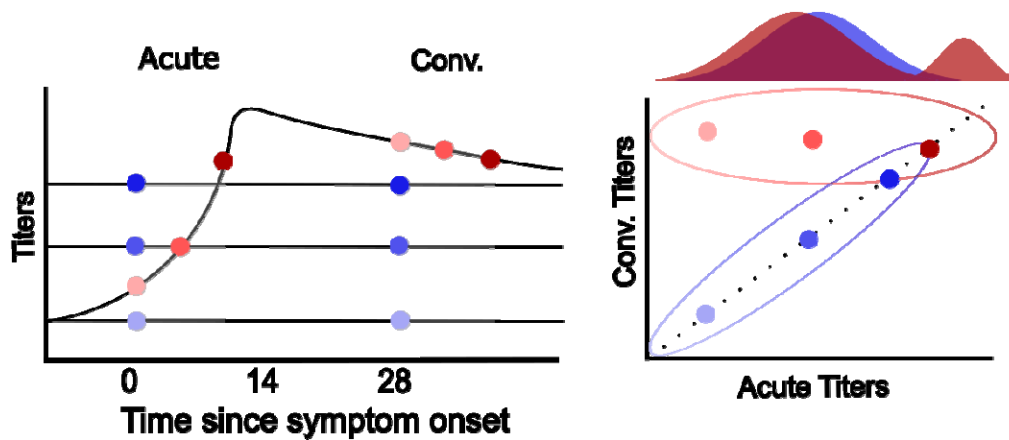 Acute
Conv.
Titers
0
14
28
Time since symptom onset
Conv. Titers
Acute Titers